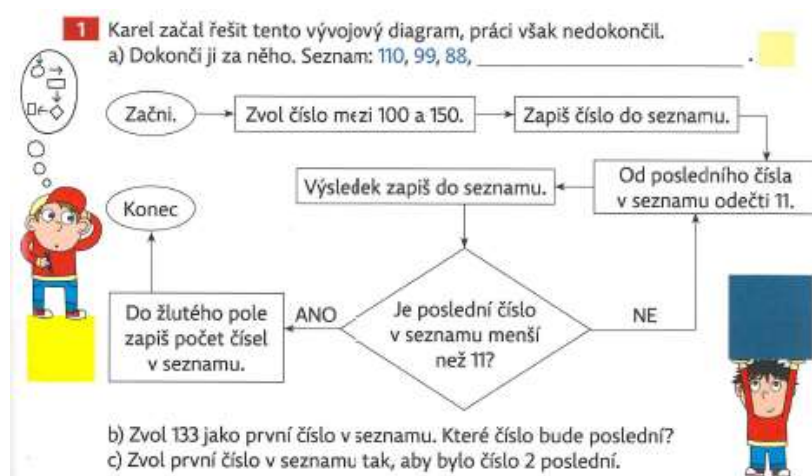 1 Karel začal řešit tento vývojový diagram, práci však nedokončil.
a) Dokonči ji za něho. Seznam: 110, 99, 88, ______________________ .
Začni.
Zvol číslo mezi 100 a 150.
Zapiš číslo do seznamu.
Od posledního čísla
v seznamu odečti 11.
Výsledek zapiš do seznamu.
Je poslední číslo
v seznamu menší
než 11?
NE
ANO
Do žlutého pole
zapiš počet čísel
v seznamu.
Konec
b) Zvol 133 jako první číslo v seznamu. Které číslo bude poslední?
c) Zvol první číslo v seznamu tak, aby bylo číslo 2 poslední.